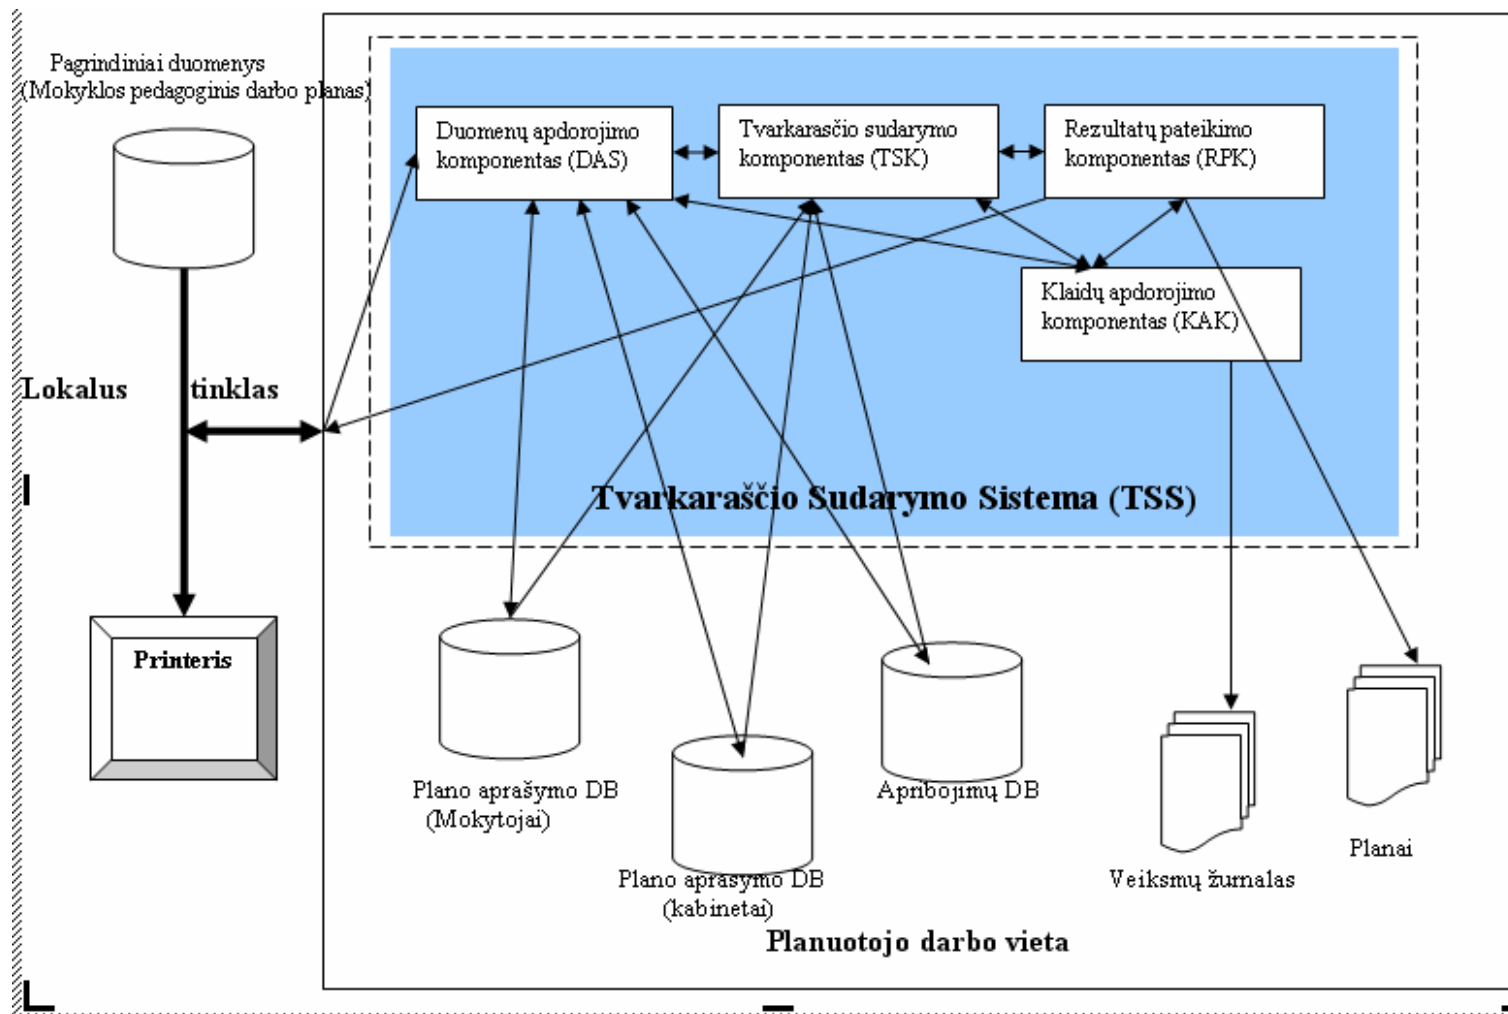 Pagrindiniai duomenys
(Mokyklos pedagoginis darbo planas)
Duomenų apdorojimo
komponentas (DAS)
Tvarkarasčio sudarymo
komponentas (TSK)
Rezultatų pateikimo
komponentas (RPK)
Klaidų apdorojimo
komponentas (KAK)
Lokalus tinklas
Tvarkaraščio Sudarymo Sistema (TSS)
Printeris
Plano aprašymo DB
(Mokytojai)
Apribojimų DB
Plano aprašymo DB
(kabinetai)
Veiksmų žurnalas
Planai
Planuotojo darbo vieta